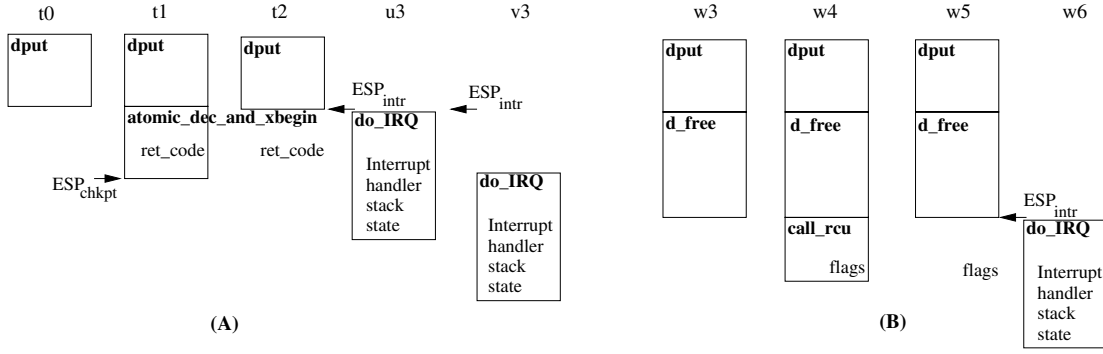 t0 t1 t2 u3 v3
dput dput dput
ESP_intr ESP_intr
atomic_dec_and_xbegin do_IRQ
ret_code ret_code
Interrupt
handler
stack
state
ESP_chkpt
do_IRQ
Interrupt
handler
stack
state
(A)
w3 w4 w5 w6
dput dput dput
d_free d_free d_free
ESP_intr
call_rcu do_IRQ
flags flags
Interrupt
handler
stack
state
(B)